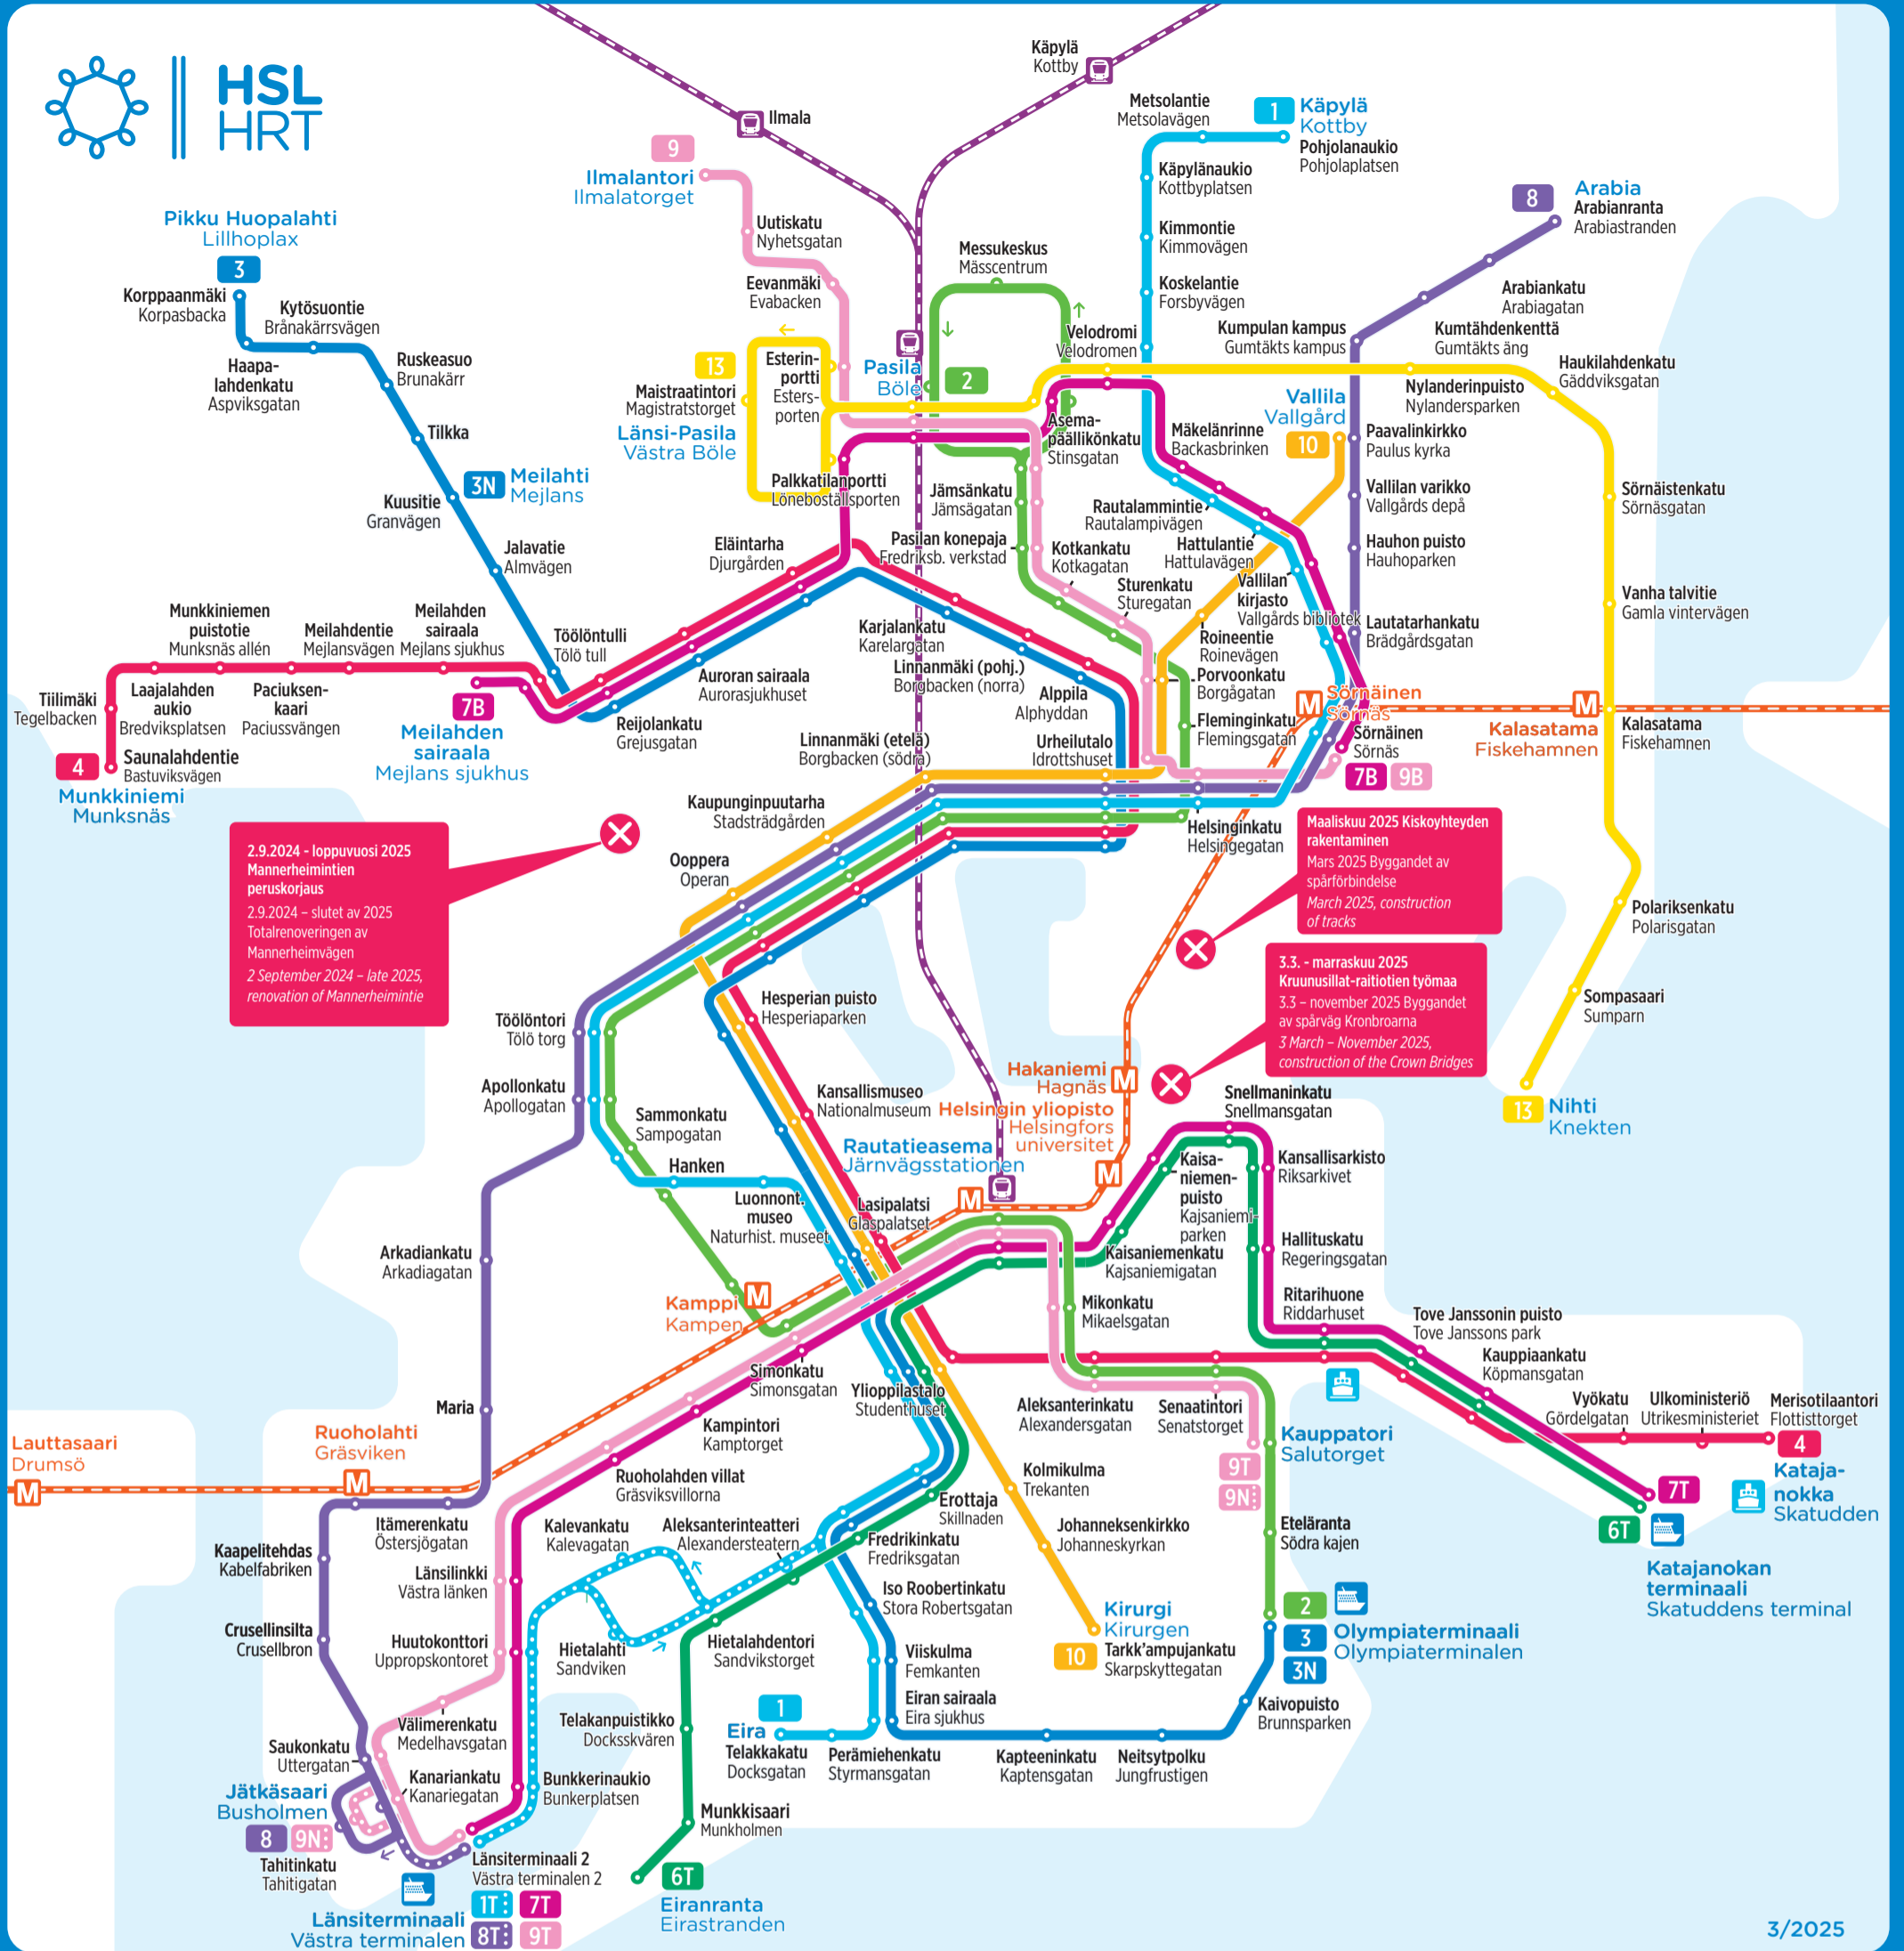 HSL
HRT
Käpylä
Kottby
Ilmala
9
Ilmalantori
Ilmalatorget
Uutiskatu
Nyhetsgatan
Eevanmäki
Evabacken
Metsolantie
Metsolavägen
1
Käpylä
Kottby
Pohjolanaukio
Pohjolaplatsen
Käpylänaukio
Kottbyplatsen
Kimmontie
Kimmovägen
Koskelantie
Forsbyvägen
Velodromi
Velodromen
8
Arabia
Arabianranta
Arabiastranden
Arabiankatu
Arabiagatan
Kumpulan kampus
Gumtäkts kampus
Kumtähdenkenttä
Gumtäkts äng
Nylanderinpuisto
Nylandersparken
Haukilahdenkatu
Gäddviksgatan
Pikku Huopalahti
Lillhoplax
3
Korppaanmäki
Korpasbacka
Kytösuontie
Brånakärrsvägen
Haapa-
lahdenkatu
Aspviksgatan
Ruskeasuo
Brunakärr
Tilkka
3N
Meilahti
Mejlans
Kuusitie
Granvägen
Jalavatie
Almvägen
Messukeskus
Mässcentrum
Pasila
Böle
2
13
Maistraatintori
Magistratstorget
Länsi-Pasila
Västra Böle
Esterin-
portti
Esters-
porten
Palkkatilanportti
Löneboställsporten
Asema-
päällikönkatu
Stinsgatan
Jämsänkatu
Jämsägatan
Pasilan konepaja
Fredriksb. verkstad
Kotkankatu
Kotkagatan
Sturenkatu
Sturegatan
Mäkelänrinne
Backasbrinken
Rautalammintie
Rautalampivägen
Hattulantie
Hattulavägen
Vallilan
kirjasto
Vallgårds bibliotek
Vallila
Vallgård
10
Paavalinkirkko
Paulus kyrka
Vallilan varikko
Vallgårds depå
Hauhon puisto
Hauhoparken
Lautatarhankatu
Brädgårdsgatan
Roineentie
Roinevägen
Porvoonkatu
Borgågatan
Fleminginkatu
Flemingsgatan
Sörnäistenkatu
Sörnäsgatan
Vanha talvitie
Gamla vintervägen
M
Sörnäinen
Sörnäs
Sörnäinen
Sörnäs
7B
9B
M
Kalasatama
Fiskehamnen
Kalasatama
Fiskehamnen
Polariksenkatu
Polarisgatan
Sompasaari
Sumparn
13
Nihti
Knekten
Munkkiniemen
puistotie
Munksnäs allén
Meilahdentie
Mejlansvägen
Meilahden
sairaala
Mejlans sjukhus
Töölöntulli
Tölö tull
Tiilimäki
Tegelbacken
Laajalahden
aukio
Bredviksplatsen
Paciuksen-
kaari
Paciussvängen
Saunalahdentie
Bastuviksvägen
4
Munkkiniemi
Munksnäs
7B
Meilahden
sairaala
Mejlans sjukhus
Eläintarha
Djurgården
Auroran sairaala
Aurorasjukhuset
Reijolankatu
Grejusgatan
Karjalankatu
Karelargatan
Linnanmäki (pohj.)
Borgbacken (norra)
Alppila
Alphyddan
Linnanmäki (etelä)
Borgbacken (södra)
Urheilutalo
Idrottshuset
Helsinginkatu
Helsingegatan
Kaupunginpuutarha
Stadsträdgården
Ooppera
Operan
2.9.2024 - loppuvuosi 2025
Mannerheimintien
peruskorjaus
2.9.2024 – slutet av 2025
Totalrenoveringen av
Mannerheimvägen
2 September 2024 – late 2025,
renovation of Mannerheimintie
Maaliskuu 2025 Kiskoyhteyden
rakentaminen
Mars 2025 Byggandet av
spårförbindelse
March 2025, construction
of tracks
3.3. - marraskuu 2025
Kruunusillat-raitiotien työmaa
3.3 – november 2025 Byggandet
av spårväg Kronbroarna
3 March – November 2025,
construction of the Crown Bridges
Töölöntori
Tölö torg
Apollonkatu
Apollogatan
Sammonkatu
Sampogatan
Hanken
Luonnont.
museo
Naturhist. museet
Hesperian puisto
Hesperiaparken
Kansallismuseo
Nationalmuseum
Hakaniemi
Hagnäs
M
Helsingin yliopisto
Helsingfors
universitet
M
Rautatieasema
Järnvägsstationen
M
Lasipalatsi
Glaspalatset
Snellmaninkatu
Snellmansgatan
Kaisa-
niemen-
puisto
Kajsaniemi-
parken
Kansallisarkisto
Riksarkivet
Kaisaniemenkatu
Kajsaniemigatan
Hallituskatu
Regeringsgatan
Ritarihuone
Riddarhuset
Mikonkatu
Mikaelsgatan
Tove Janssonin puisto
Tove Janssons park
Kauppiaankatu
Köpmansgatan
Vyökatu
Gördelgatan
Ulkoministeriö
Utrikesministeriet
Merisotilaantori
Flottisttorget
4
Kataja-
nokka
Skatudden
7T
6T
Katajanokan
terminaali
Skatuddens terminal
Arkadiankatu
Arkadiagatan
Maria
Kamppi
Kampen
M
Simonkatu
Simonsgatan
Kampintori
Kamptorget
Ylioppilastalo
Studenthuset
Aleksanterinkatu
Alexandersgatan
Senaatintori
Senatstorget
Kauppatori
Salutorget
9T
9N
Lauttasaari
Drumsö
M
Ruoholahti
Gräsviken
M
Itämerenkatu
Östersjögatan
Ruoholahden villat
Gräsviksvillorna
Kaapelitehdas
Kabelfabriken
Länsilinkki
Västra länken
Kalevankatu
Kalevagatan
Aleksanterinteatteri
Alexandersteatern
Erottaja
Skillnaden
Fredrikinkatu
Fredriksgatan
Kolmikulma
Trekanten
Johanneksenkirkko
Johanneskyrkan
Eteläranta
Södra kajen
2
3
3N
Olympiaterminaali
Olympiaterminalen
Kirurgi
Kirurgen
10
Tarkk'ampujankatu
Skarpskyttegatan
Iso Roobertinkatu
Stora Robertsgatan
Viiskulma
Femkanten
Eiran sairaala
Eira sjukhus
Kaivopuisto
Brunnsparken
Crusellinsilta
Crusellbron
Huutokonttori
Uppropskontoret
Hietalahti
Sandviken
Hietalahdentori
Sandvikstorget
Telakanpuistikko
Docksskvären
1
Eira
Telakkakatu
Docksgatan
Perämiehenkatu
Styrmansgatan
Kapteeninkatu
Kaptensgatan
Neitsytpolku
Jungfrustigen
Välimerenkatu
Medelhavsgatan
Saukonkatu
Uttergatan
Kanariankatu
Kanariegatan
Bunkkerinaukio
Bunkerplatsen
Munkkisaari
Munkholmen
Jätkäsaari
Busholmen
8
9N
Tahitinkatu
Tahitigatan
Länsiterminaali 2
Västra terminalen 2
Länsiterminaali
Västra terminalen
1T
7T
8T
9T
6T
Eiranranta
Eirastranden
3/2025